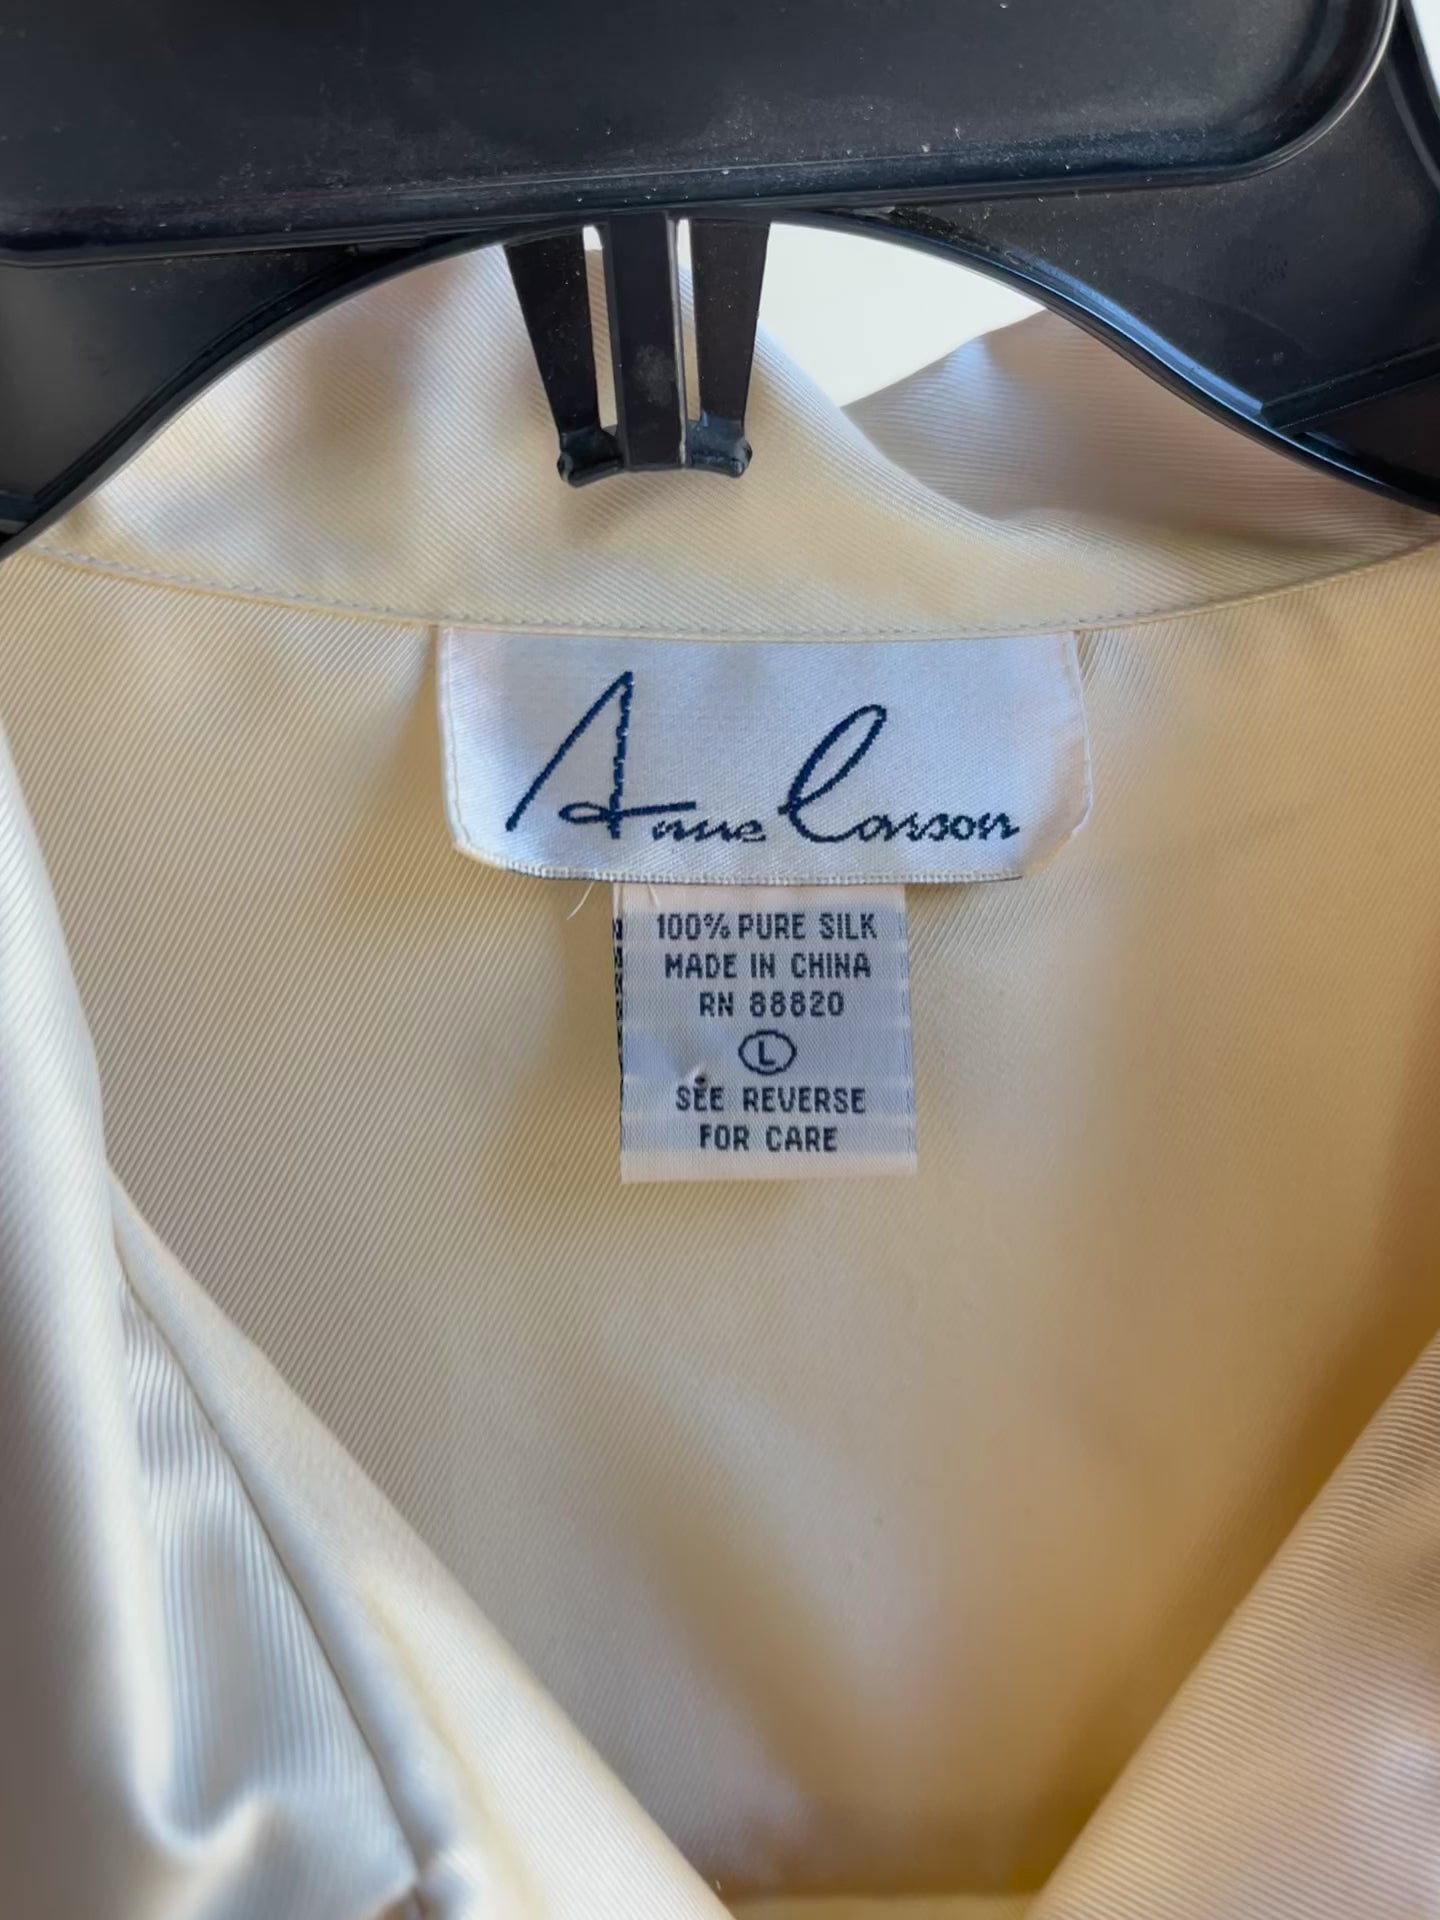 Anne Carson
100% PURE SILK
MADE IN CHINA
RN 88820
L
SEE REVERSE
FOR CARE